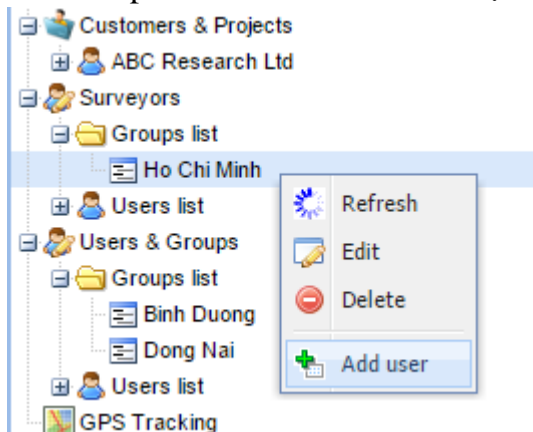 Customers & Projects
ABC Research Ltd
Surveyors
Groups list
Ho Chi Minh
Users list
Users & Groups
Groups list
Binh Duong
Dong Nai
Users list
GPS Tracking
Refresh
Edit
Delete
Add user